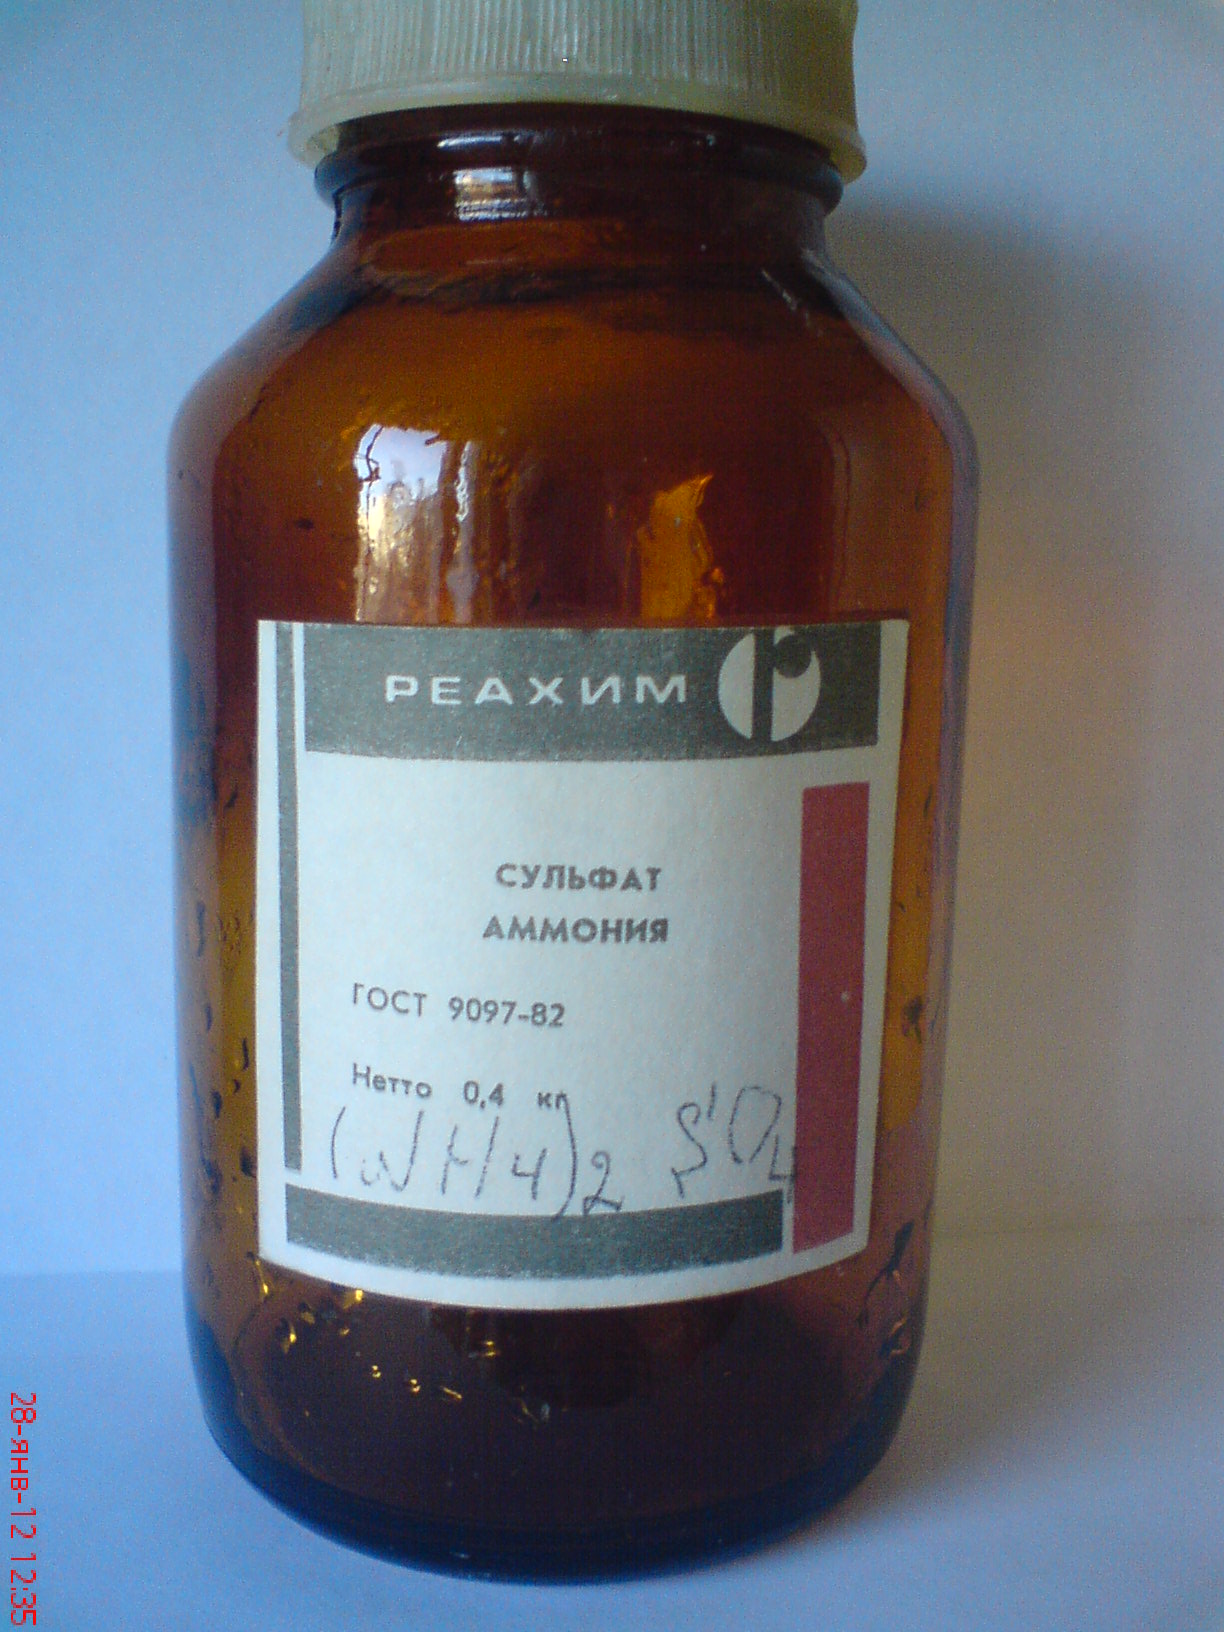 РЕАХИМ
СУЛЬФАТ
АММОНИЯ
ГОСТ 9097-82
Нетто 0,4 кг
(NH4)2 SO4
28-янв-12 12:35